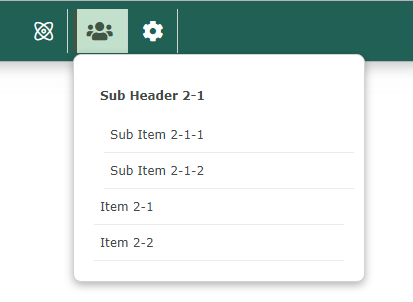 Sub Header 2-1
Sub Item 2-1-1
Sub Item 2-1-2
Item 2-1
Item 2-2